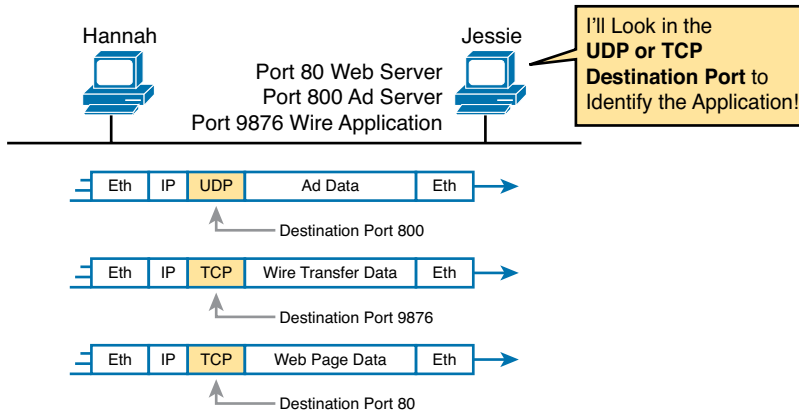 Hannah
Jessie
I'll Look in the
UDP or TCP
Destination Port to
Identify the Application!
Port 80 Web Server
Port 800 Ad Server
Port 9876 Wire Application
Eth IP UDP Ad Data Eth
Destination Port 800
Eth IP TCP Wire Transfer Data Eth
Destination Port 9876
Eth IP TCP Web Page Data Eth
Destination Port 80